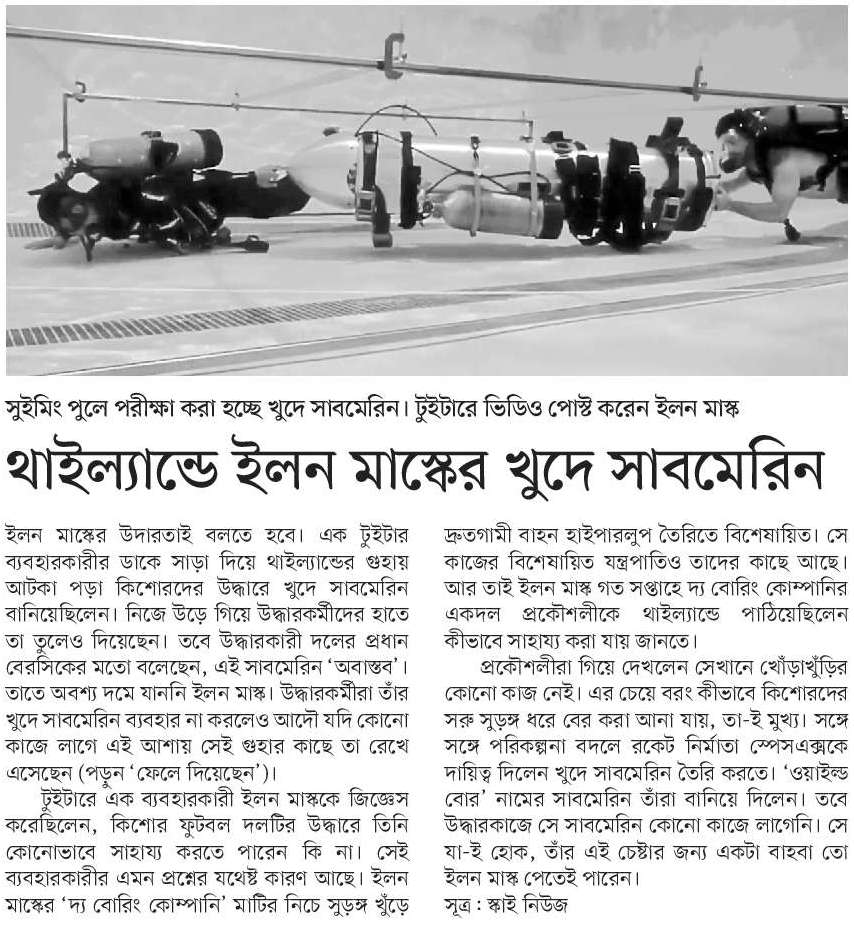 সুইমিং পুলে পরীক্ষা করা হচ্ছে খুদে সাবমেরিন। টুইটারে ভিডিও পোস্ট করেন ইলন মাস্ক
থাইল্যান্ডে ইলন মাস্কের খুদে সাবমেরিন
ইলন মাস্কের উদারতাই বলতে হবে। এক টুইটার
ব্যবহারকারীর ডাকে সাড়া দিয়ে থাইল্যান্ডের গুহায়
আটকা পড়া কিশোরদের উদ্ধারে খুদে সাবমেরিন
বানিয়েছিলেন। নিজে উড়ে গিয়ে উদ্ধারকর্মীদের হাতে
তা তুলেও দিয়েছেন। তবে উদ্ধারকারী দলের প্রধান
বেরসিকের মতো বলেছেন, এই সাবমেরিন ‘অবাস্তব’।
তাতে অবশ্য দমে যাননি ইলন মাস্ক। উদ্ধারকর্মীরা তাঁর
খুদে সাবমেরিন ব্যবহার না করলেও আদৌ যদি কোনো
কাজে লাগে এই আশায় সেই গুহার কাছে তা রেখে
এসেছেন (পড়ুন ‘ফেলে দিয়েছেন’)।
টুইটারে এক ব্যবহারকারী ইলন মাস্ককে জিজ্ঞেস
করেছিলেন, কিশোর ফুটবল দলটির উদ্ধারে তিনি
কোনোভাবে সাহায্য করতে পারেন কি না। সেই
ব্যবহারকারীর এমন প্রশ্নের যথেষ্ট কারণ আছে। ইলন
মাস্কের ‘দ্য বোরিং কোম্পানি’ মাটির নিচে সুড়ঙ্গ খুঁড়ে
দ্রুতগামী বাহন হাইপারলুপ তৈরিতে বিশেষায়িত। সে
কাজের বিশেষায়িত যন্ত্রপাতিও তাদের কাছে আছে।
আর তাই ইলন মাস্ক গত সপ্তাহে দ্য বোরিং কোম্পানির
একদল প্রকৌশলীকে থাইল্যান্ডে পাঠিয়েছিলেন
কীভাবে সাহায্য করা যায় জানতে।
প্রকৌশলীরা গিয়ে দেখলেন সেখানে খোঁড়াখুঁড়ির
কোনো কাজ নেই। এর চেয়ে বরং কীভাবে কিশোরদের
সরু সুড়ঙ্গ ধরে বের করা আনা যায়, তা-ই মুখ্য। সঙ্গে
সঙ্গে পরিকল্পনা বদলে রকেট নির্মাতা স্পেসএক্সকে
দায়িত্ব দিলেন খুদে সাবমেরিন তৈরি করতে। ‘ওয়াইল্ড
বোর’ নামের সাবমেরিন তাঁরা বানিয়ে দিলেন। তবে
উদ্ধারকাজে সে সাবমেরিন কোনো কাজে লাগেনি। সে
যা-ই হোক, তাঁর এই চেষ্টার জন্য একটা বাহবা তো
ইলন মাস্ক পেতেই পারেন।
সূত্র : স্কাই নিউজ